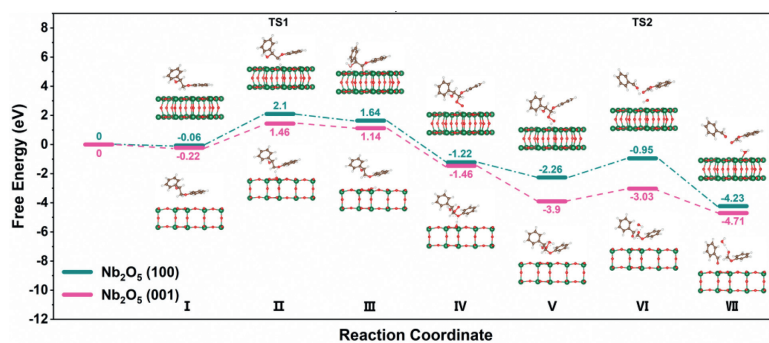 TS1
TS2
8
6
4
2
0
-2
-4
-6
-8
-10
-12
Free Energy (eV)
0
0
-0.06
-0.22
2.1
1.46
1.64
1.14
-1.22
-1.46
-2.26
-3.9
-0.95
-3.03
-4.23
-4.71
Nb₂O₅ (100)
Nb₂O₅ (001)
I
II
III
IV
V
VI
VII
Reaction Coordinate